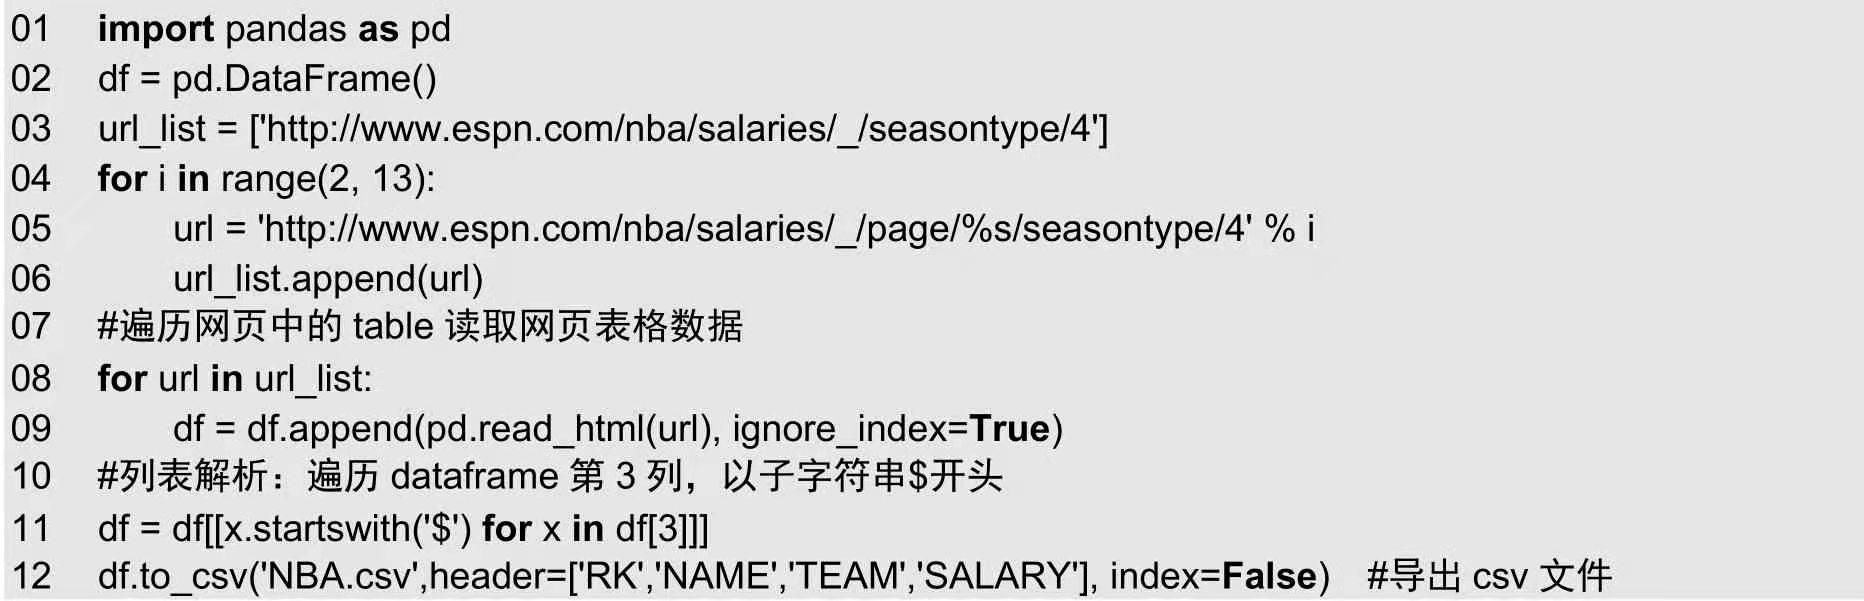 01 import pandas as pd
02 df = pd.DataFrame()
03 url_list = ['http://www.espn.com/nba/salaries/_/seasontype/4']
04 for i in range(2, 13):
05 url = 'http://www.espn.com/nba/salaries/_/page/%s/seasontype/4' % i
06 url_list.append(url)
07 #遍历网页中的 table 读取网页表格数据
08 for url in url_list:
09 df = df.append(pd.read_html(url), ignore_index=True)
10 #列表解析：遍历 dataframe 第 3 列，以子字符串$开头
11 df = df[[x.startswith('$') for x in df[3]]]
12 df.to_csv('NBA.csv',header=['RK','NAME','TEAM','SALARY'], index=False) #导出 csv 文件